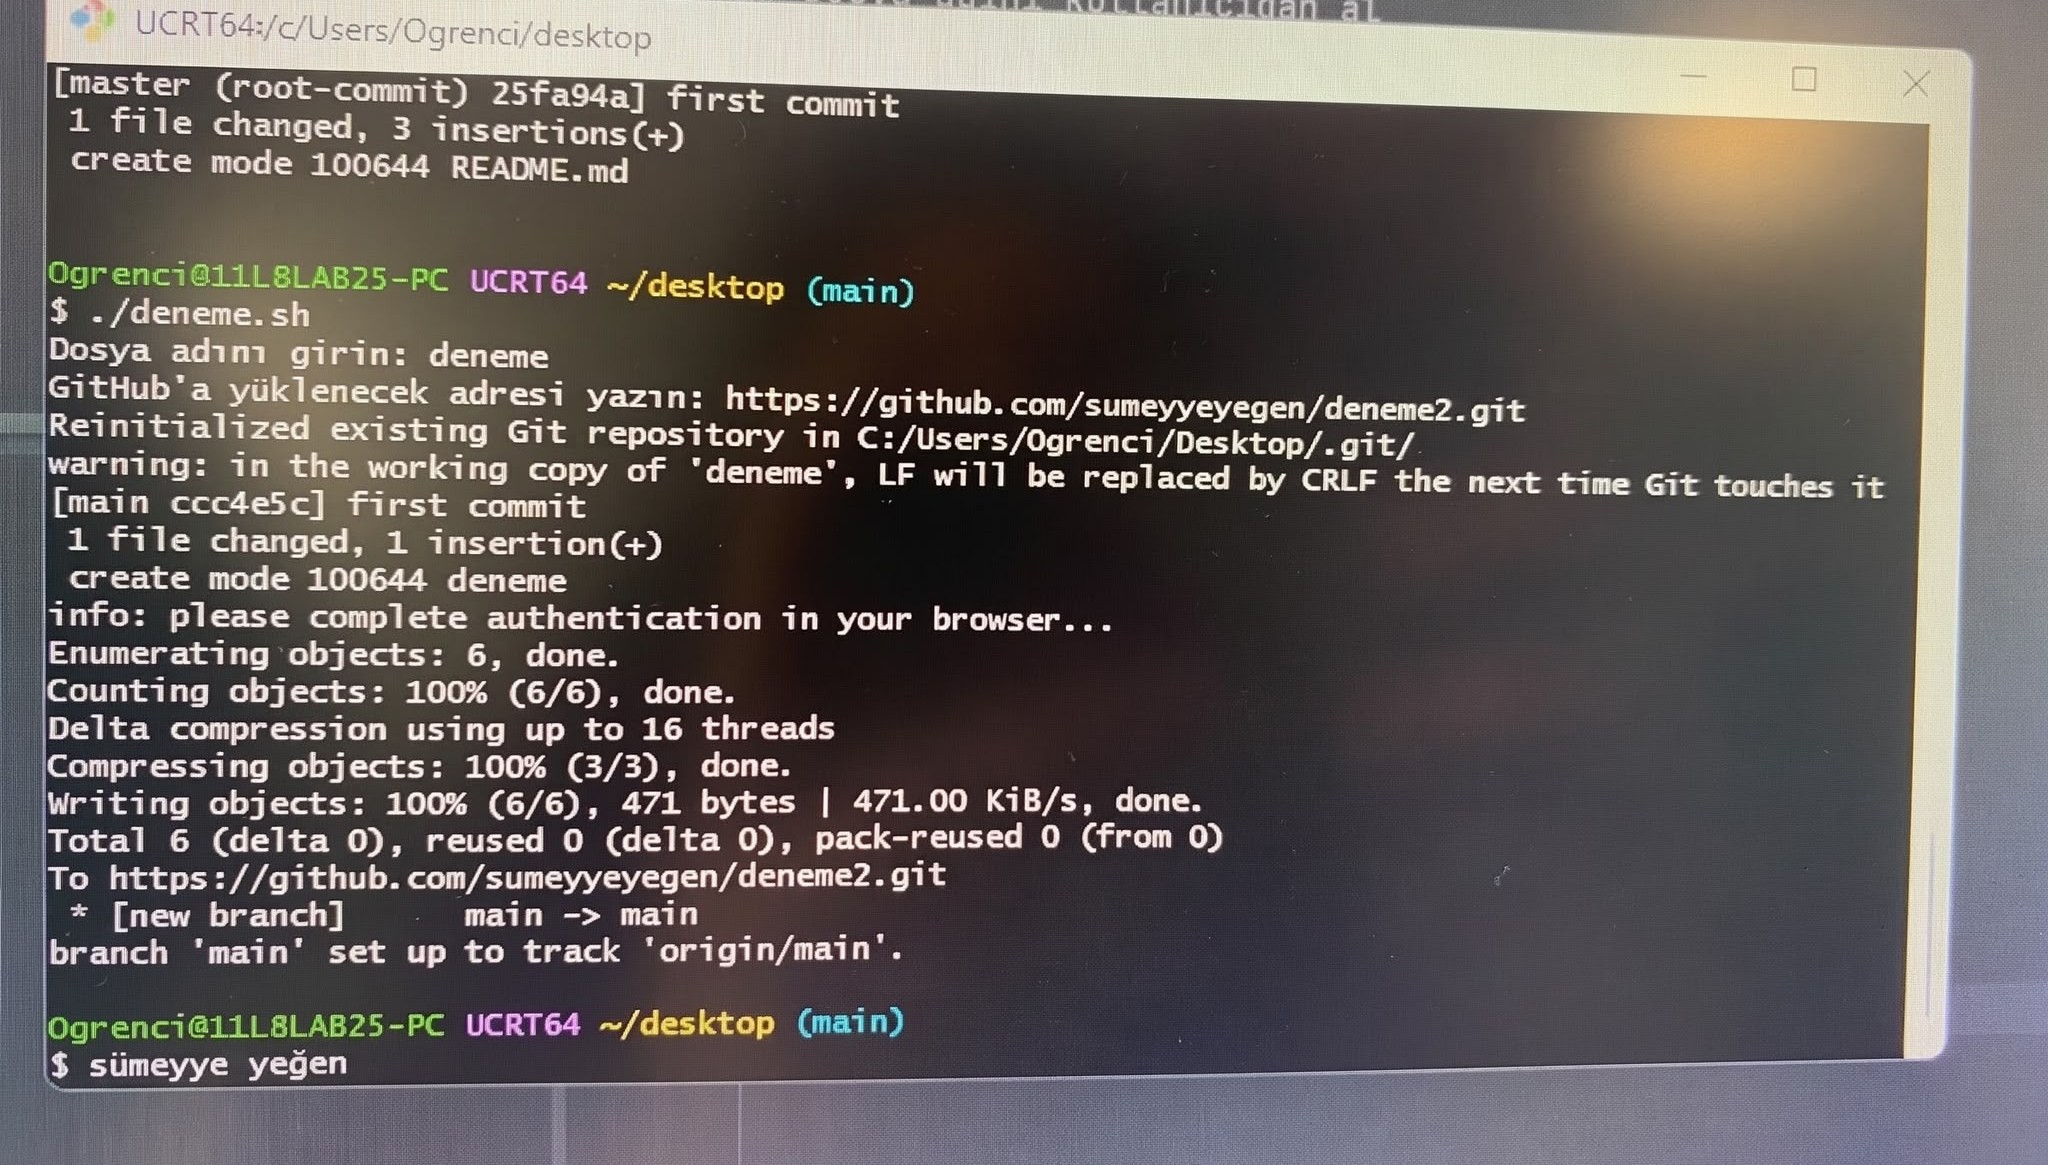 UCRT64:/c/Users/Ogrenci/desktop
[master (root-commit) 25fa94a] first commit
1 file changed, 3 insertions(+)
create mode 100644 README.md
Ogrenci@11L8LAB25-PC UCRT64 ~/desktop (main)
$ ./deneme.sh
Dosya adını girin: deneme
GitHub'a yüklenecek adresi yazın: https://github.com/sumeyyeyegen/deneme2.git
Reinitialized existing Git repository in C:/Users/Ogrenci/Desktop/.git/
warning: in the working copy of 'deneme', LF will be replaced by CRLF the next time Git touches it
[main ccc4e5c] first commit
1 file changed, 1 insertion(+)
create mode 100644 deneme
info: please complete authentication in your browser...
Enumerating objects: 6, done.
Counting objects: 100% (6/6), done.
Delta compression using up to 16 threads
Compressing objects: 100% (3/3), done.
Writing objects: 100% (6/6), 471 bytes | 471.00 KiB/s, done.
Total 6 (delta 0), reused 0 (delta 0), pack-reused 0 (from 0)
To https://github.com/sumeyyeyegen/deneme2.git
* [new branch] main -> main
branch 'main' set up to track 'origin/main'.
Ogrenci@11L8LAB25-PC UCRT64 ~/desktop (main)
$ sümeyye yeğen